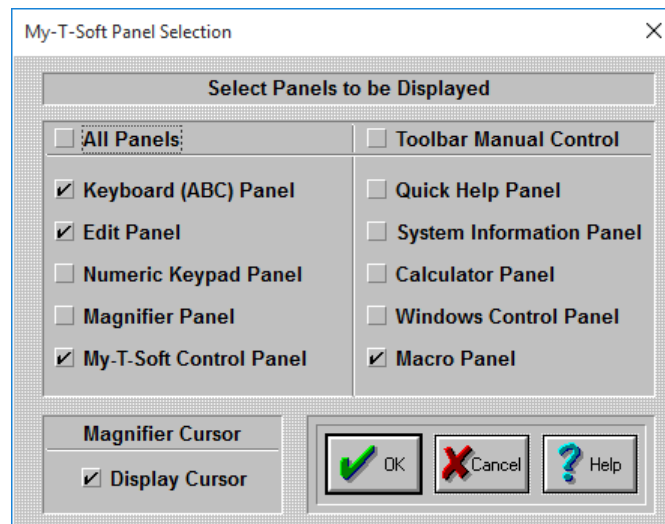 My-T-Soft Panel Selection
Select Panels to be Displayed
All Panels
Toolbar Manual Control
Keyboard (ABC) Panel
Quick Help Panel
Edit Panel
System Information Panel
Numeric Keypad Panel
Calculator Panel
Magnifier Panel
Windows Control Panel
My-T-Soft Control Panel
Macro Panel
Magnifier Cursor
Display Cursor
OK
Cancel
Help